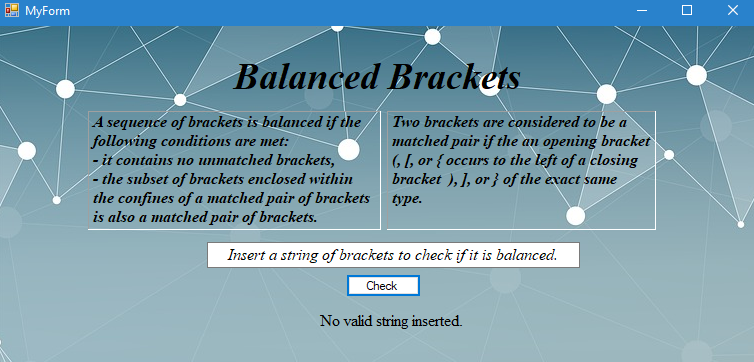 MyForm
Balanced Brackets
A sequence of brackets is balanced if the
following conditions are met:
- it contains no unmatched brackets,
- the subset of brackets enclosed within
the confines of a matched pair of brackets
is also a matched pair of brackets.
Two brackets are considered to be a
matched pair if the an opening bracket
(, [, or { occurs to the left of a closing
bracket ), ], or } of the exact same
type.
Insert a string of brackets to check if it is balanced.
Check
No valid string inserted.